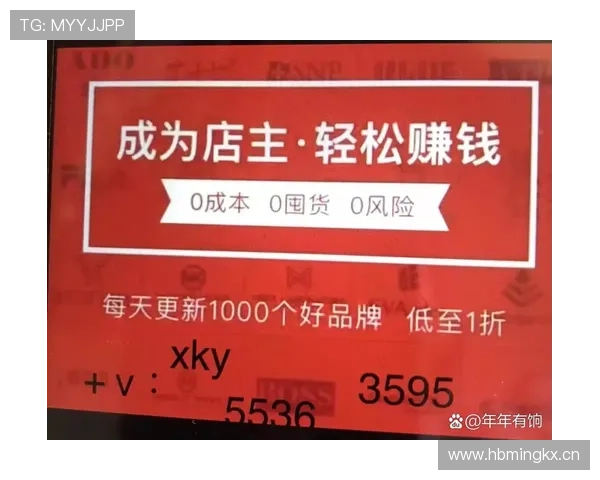 TG: MYYJJPP
成为店主·轻松赚钱
0成本 0囤货 0风险
每天更新1000个好品牌 低至1折
xky
+v: 3595
5536
BOSS
@年年有饷
www.hbmingkx.cn